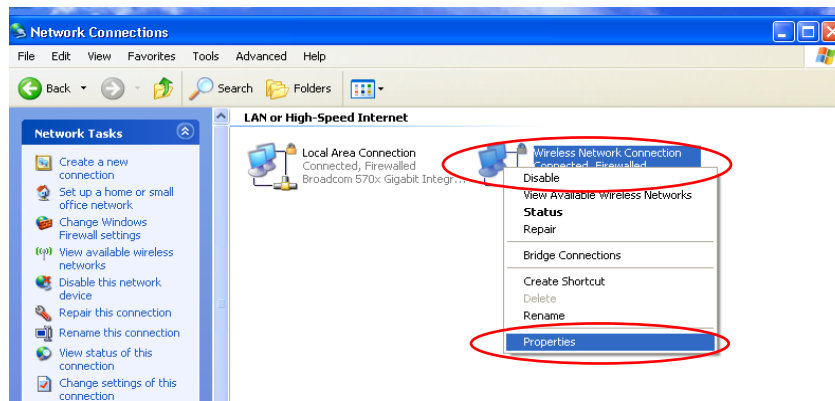 Network Connections
File Edit View Favorites Tools Advanced Help
Back Search Folders
Network Tasks
Create a new
connection
Set up a home or small
office network
Change Windows
Firewall settings
View available wireless
networks
Disable this network
device
Repair this connection
Rename this connection
View status of this
connection
Change settings of this
connection
LAN or High-Speed Internet
Local Area Connection
Connected, Firewalled
Broadcom 570x Gigabit Integr...
Wireless Network Connection
Connected, Firewalled
Disable
View Available Wireless Networks
Status
Repair
Bridge Connections
Create Shortcut
Delete
Rename
Properties